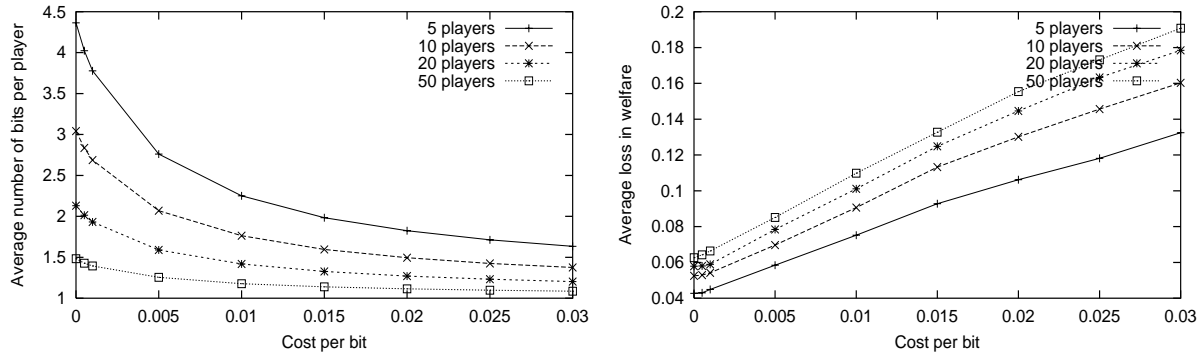 Average number of bits per player
4.5
4
3.5
3
2.5
2
1.5
1
0
0.005
0.01
0.015
0.02
0.025
0.03
Cost per bit
5 players
10 players
20 players
50 players
Average loss in welfare
0.2
0.18
0.16
0.14
0.12
0.1
0.08
0.06
0.04
0
0.005
0.01
0.015
0.02
0.025
0.03
Cost per bit
5 players
10 players
20 players
50 players